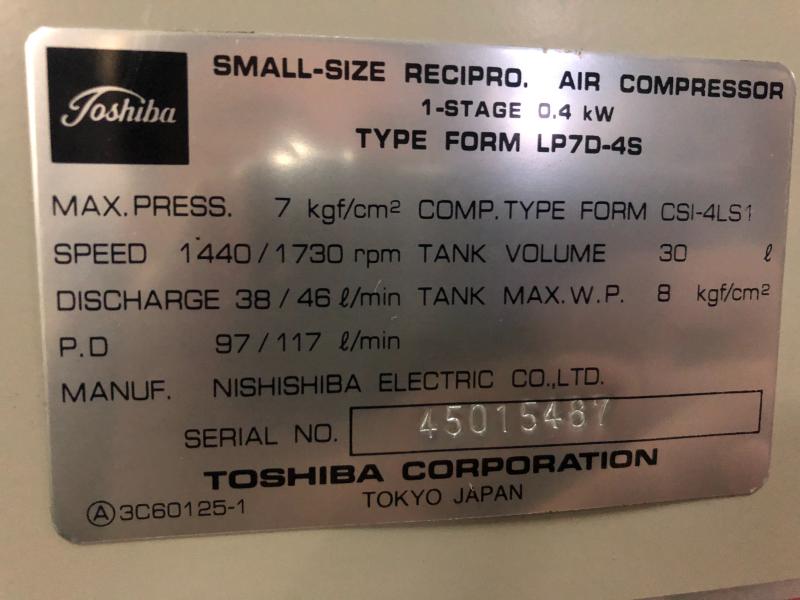 Toshiba
SMALL-SIZE RECIPRO. AIR COMPRESSOR
1-STAGE 0.4 kW
TYPE FORM LP7D-4S
MAX. PRESS. 7 kgf/cm² COMP. TYPE FORM CSI-4LS1
SPEED 1440/1730 rpm TANK VOLUME 30 ℓ
DISCHARGE 38/46 ℓ/min TANK MAX. W.P. 8 kgf/cm²
P.D 97/117 ℓ/min
MANUF. NISHISHIBA ELECTRIC CO.,LTD.
SERIAL NO. 45015487
TOSHIBA CORPORATION
TOKYO JAPAN
Ⓐ3C60125-1